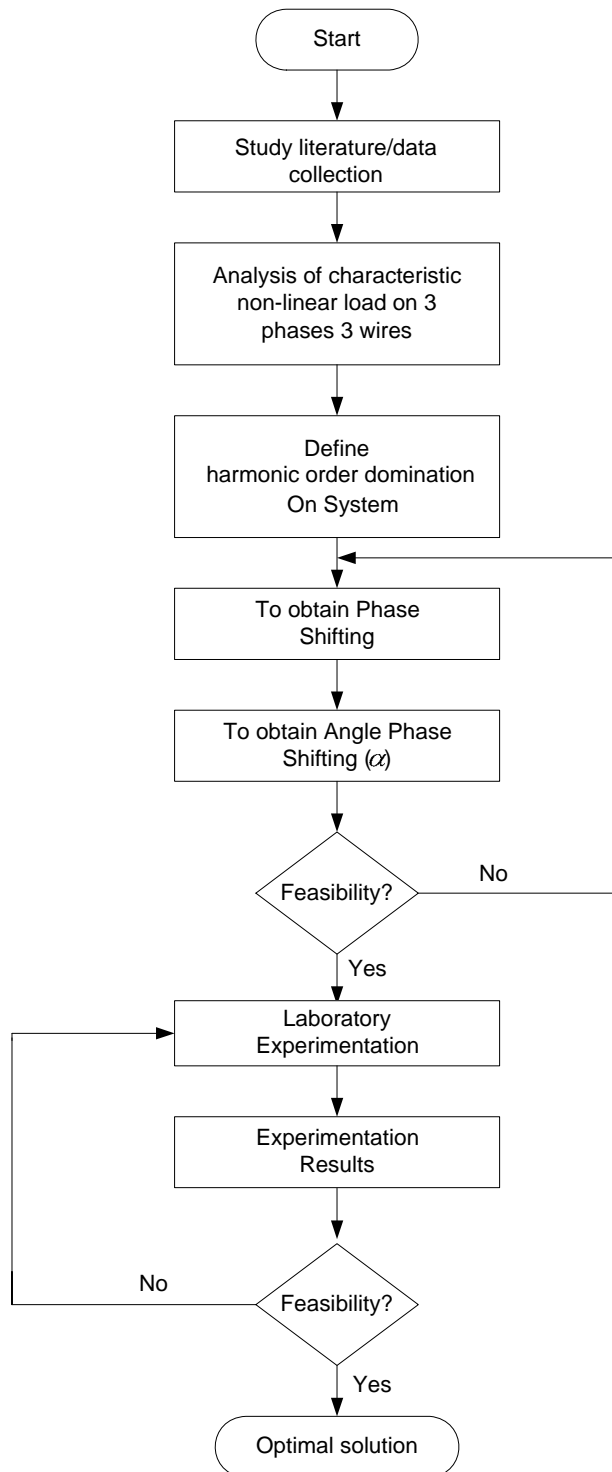 Start
Study literature/data
collection
Analysis of characteristic
non-linear load on 3
phases 3 wires
Define
harmonic order domination
On System
To obtain Phase
Shifting
To obtain Angle Phase
Shifting (α)
Feasibility?
No
Yes
Laboratory
Experimentation
Experimentation
Results
No
Feasibility?
Yes
Optimal solution